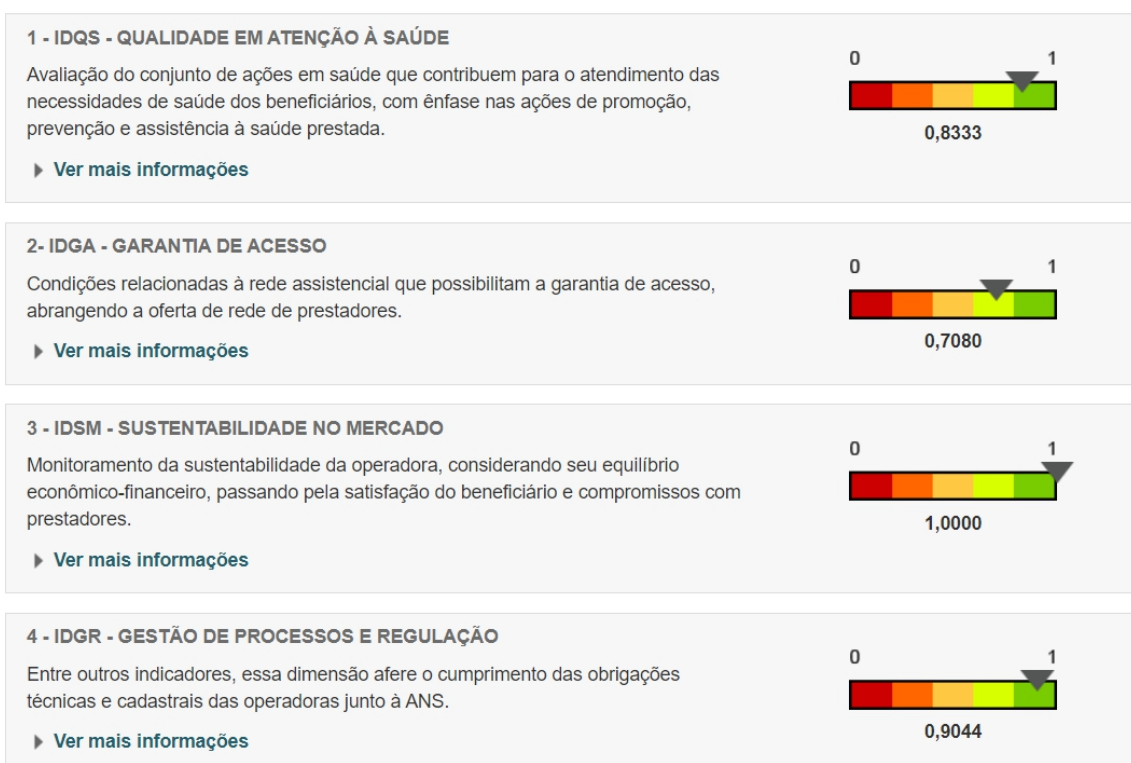 1 - IDQS - QUALIDADE EM ATENÇÃO À SAÚDE
Avaliação do conjunto de ações em saúde que contribuem para o atendimento das
necessidades de saúde dos beneficiários, com ênfase nas ações de promoção,
prevenção e assistência à saúde prestada.
Ver mais informações
0 1
0,8333
2- IDGA - GARANTIA DE ACESSO
Condições relacionadas à rede assistencial que possibilitam a garantia de acesso,
abrangendo a oferta de rede de prestadores.
Ver mais informações
0 1
0,7080
3 - IDSM - SUSTENTABILIDADE NO MERCADO
Monitoramento da sustentabilidade da operadora, considerando seu equilíbrio
econômico-financeiro, passando pela satisfação do beneficiário e compromissos com
prestadores.
Ver mais informações
0 1
1,0000
4 - IDGR - GESTÃO DE PROCESSOS E REGULAÇÃO
Entre outros indicadores, essa dimensão afere o cumprimento das obrigações
técnicas e cadastrais das operadoras junto à ANS.
Ver mais informações
0 1
0,9044